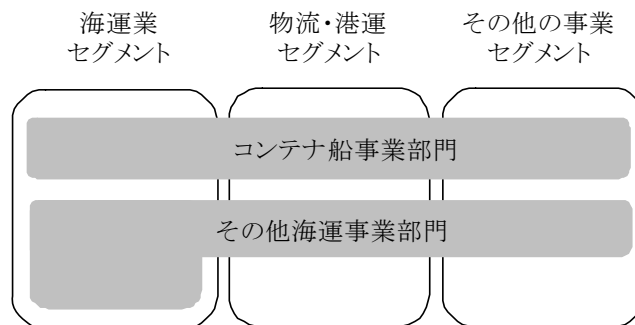 海運業
セグメント
物流・港運
セグメント
その他の事業
セグメント
コンテナ船事業部門
その他海運事業部門